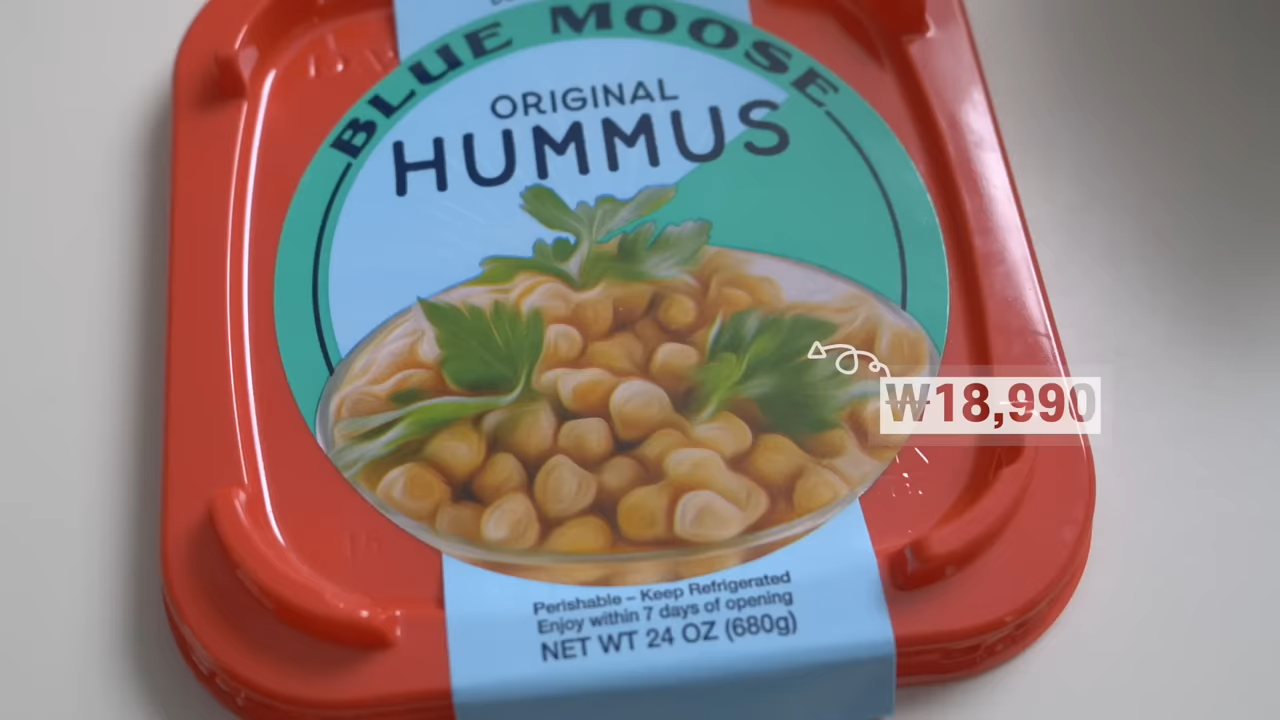 BLUE MOOSE
ORIGINAL
HUMMUS
₩18,990
Perishable – Keep Refrigerated
Enjoy within 7 days of opening
NET WT 24 OZ (680g)